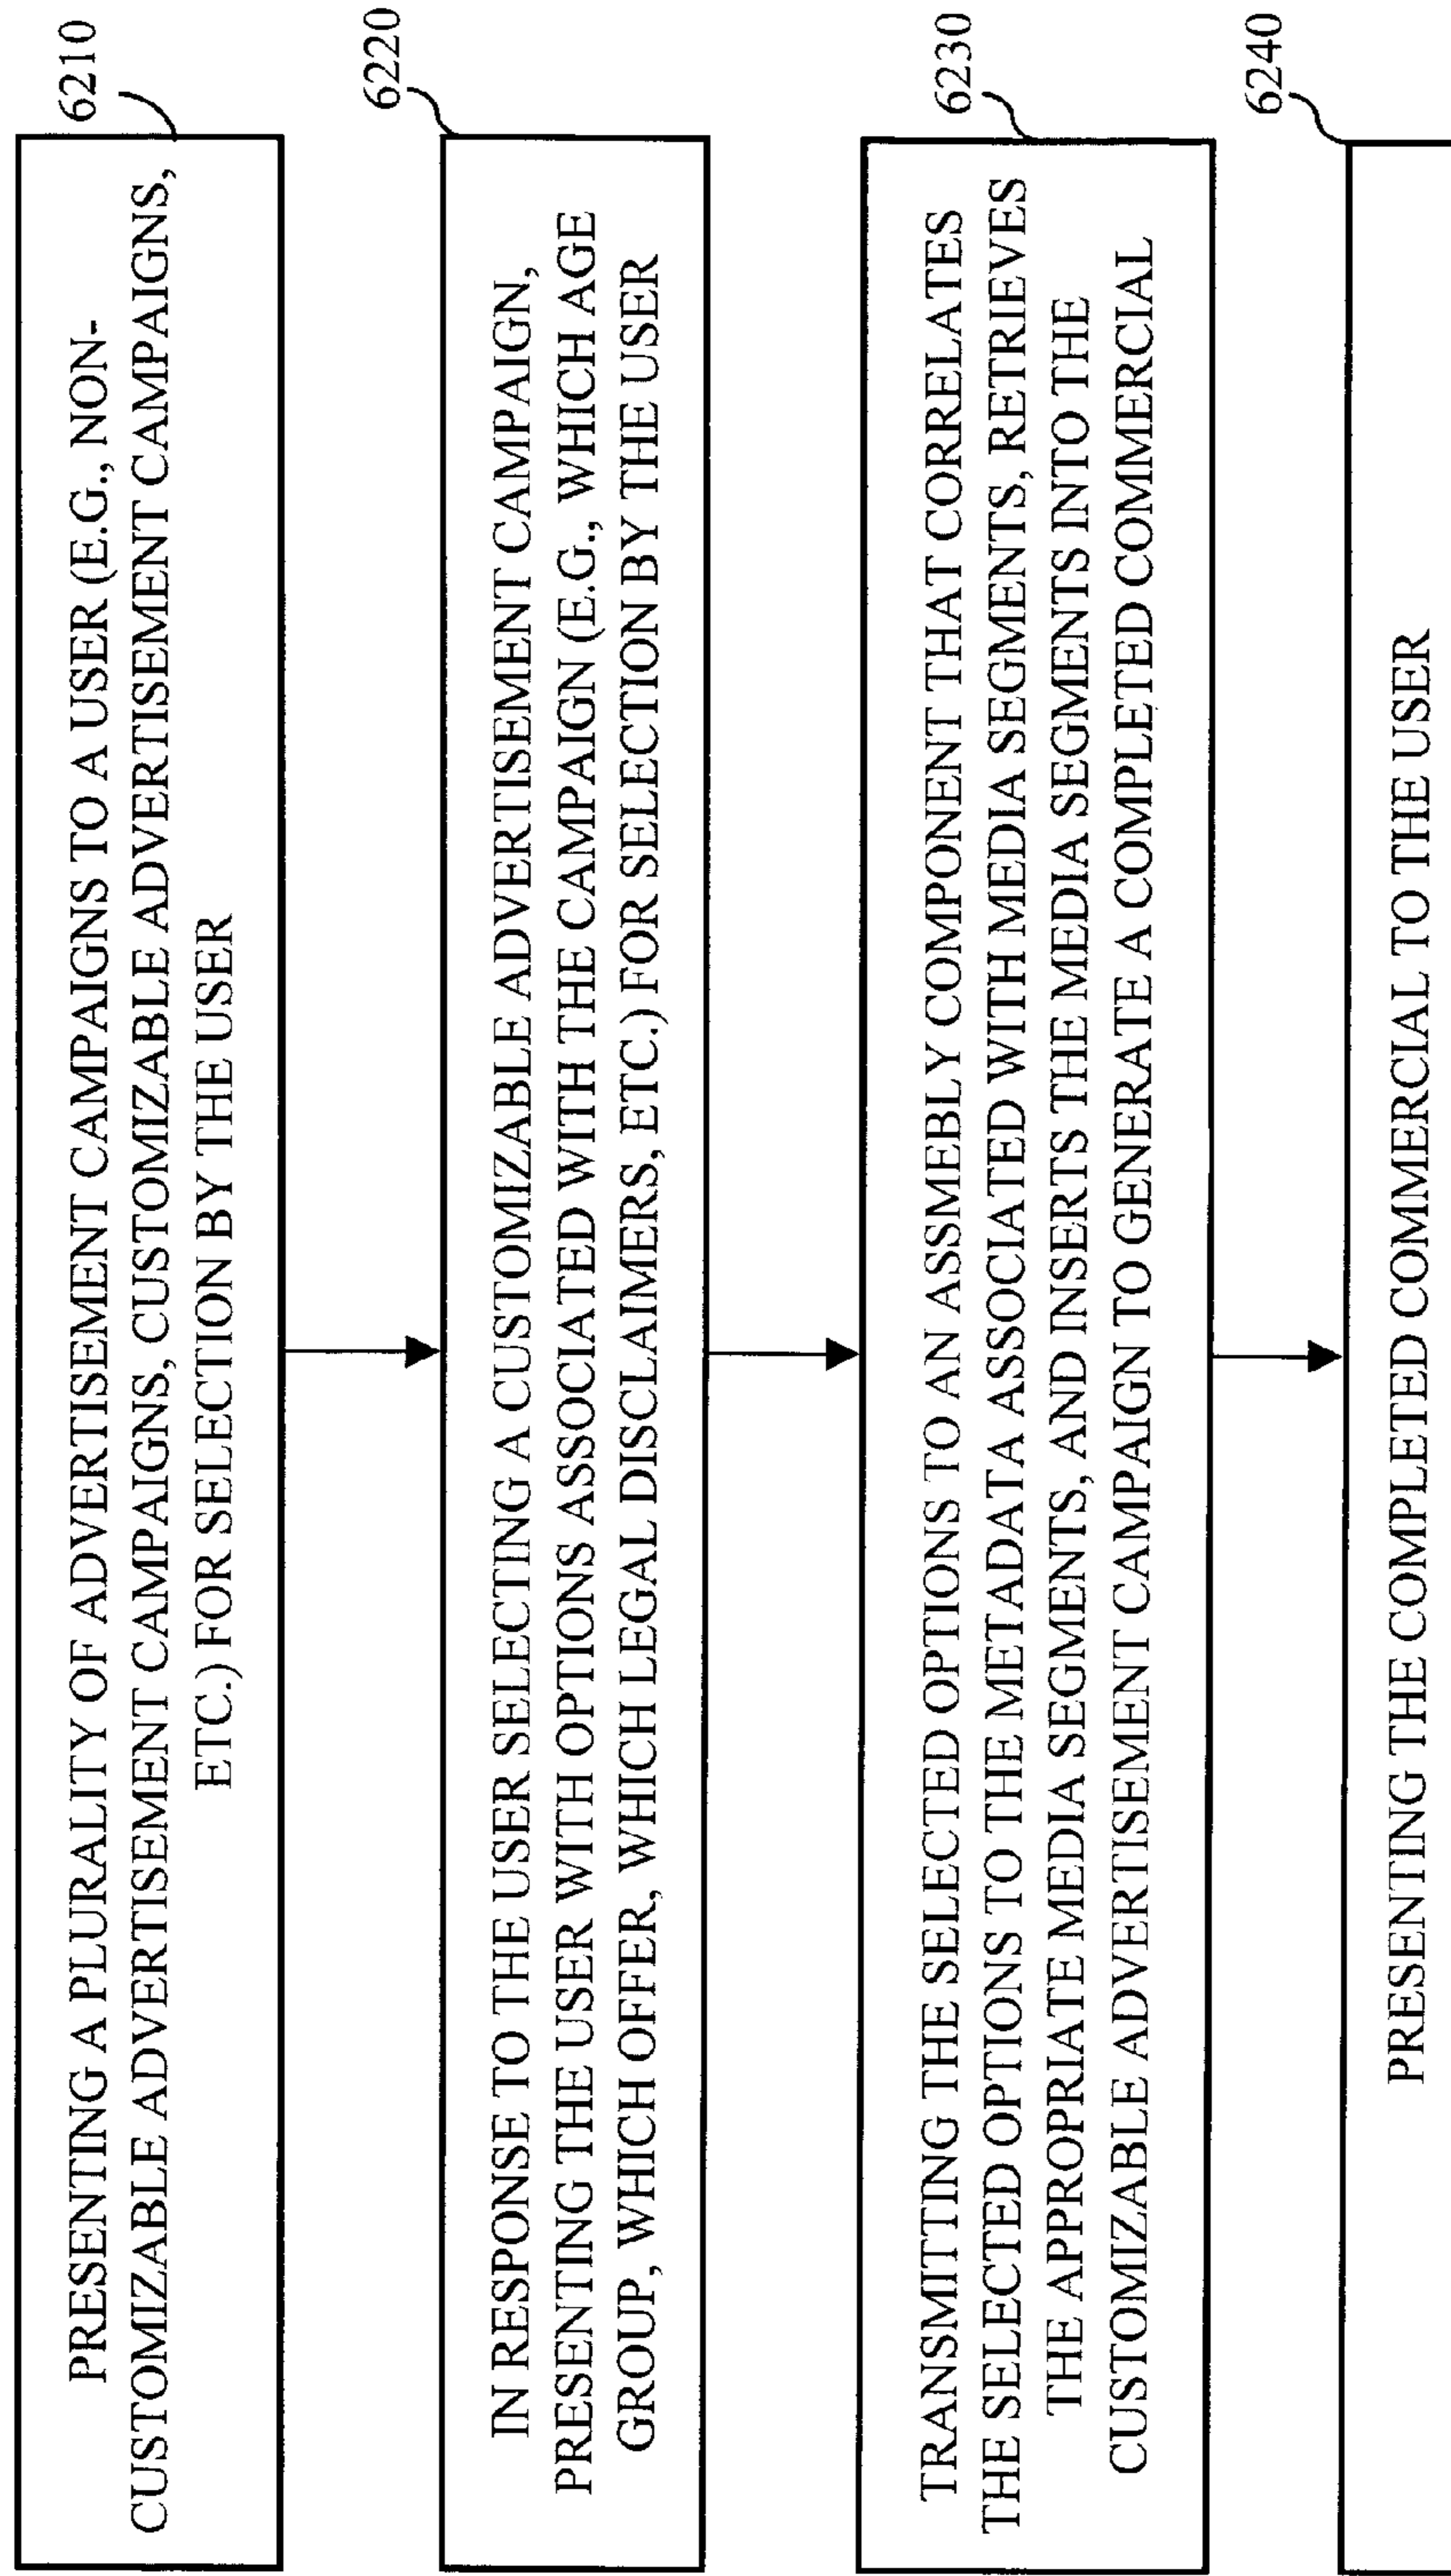 6210
PRESENTING A PLURALITY OF ADVERTISEMENT CAMPAIGNS TO A USER (E.G., NON-
CUSTOMIZABLE ADVERTISEMENT CAMPAIGNS, CUSTOMIZABLE ADVERTISEMENT CAMPAIGNS,
ETC.) FOR SELECTION BY THE USER
6220
IN RESPONSE TO THE USER SELECTING A CUSTOMIZABLE ADVERTISEMENT CAMPAIGN,
PRESENTING THE USER WITH OPTIONS ASSOCIATED WITH THE CAMPAIGN (E.G., WHICH AGE
GROUP, WHICH OFFER, WHICH LEGAL DISCLAIMERS, ETC.) FOR SELECTION BY THE USER
6230
TRANSMITTING THE SELECTED OPTIONS TO AN ASSMEBLY COMPONENT THAT CORRELATES
THE SELECTED OPTIONS TO THE METADATA ASSOCIATED WITH MEDIA SEGMENTS, RETRIEVES
THE APPROPRIATE MEDIA SEGMENTS, AND INSERTS THE MEDIA SEGMENTS INTO THE
CUSTOMIZABLE ADVERTISEMENT CAMPAIGN TO GENERATE A COMPLETED COMMERCIAL
6240
PRESENTING THE COMPLETED COMMERCIAL TO THE USER